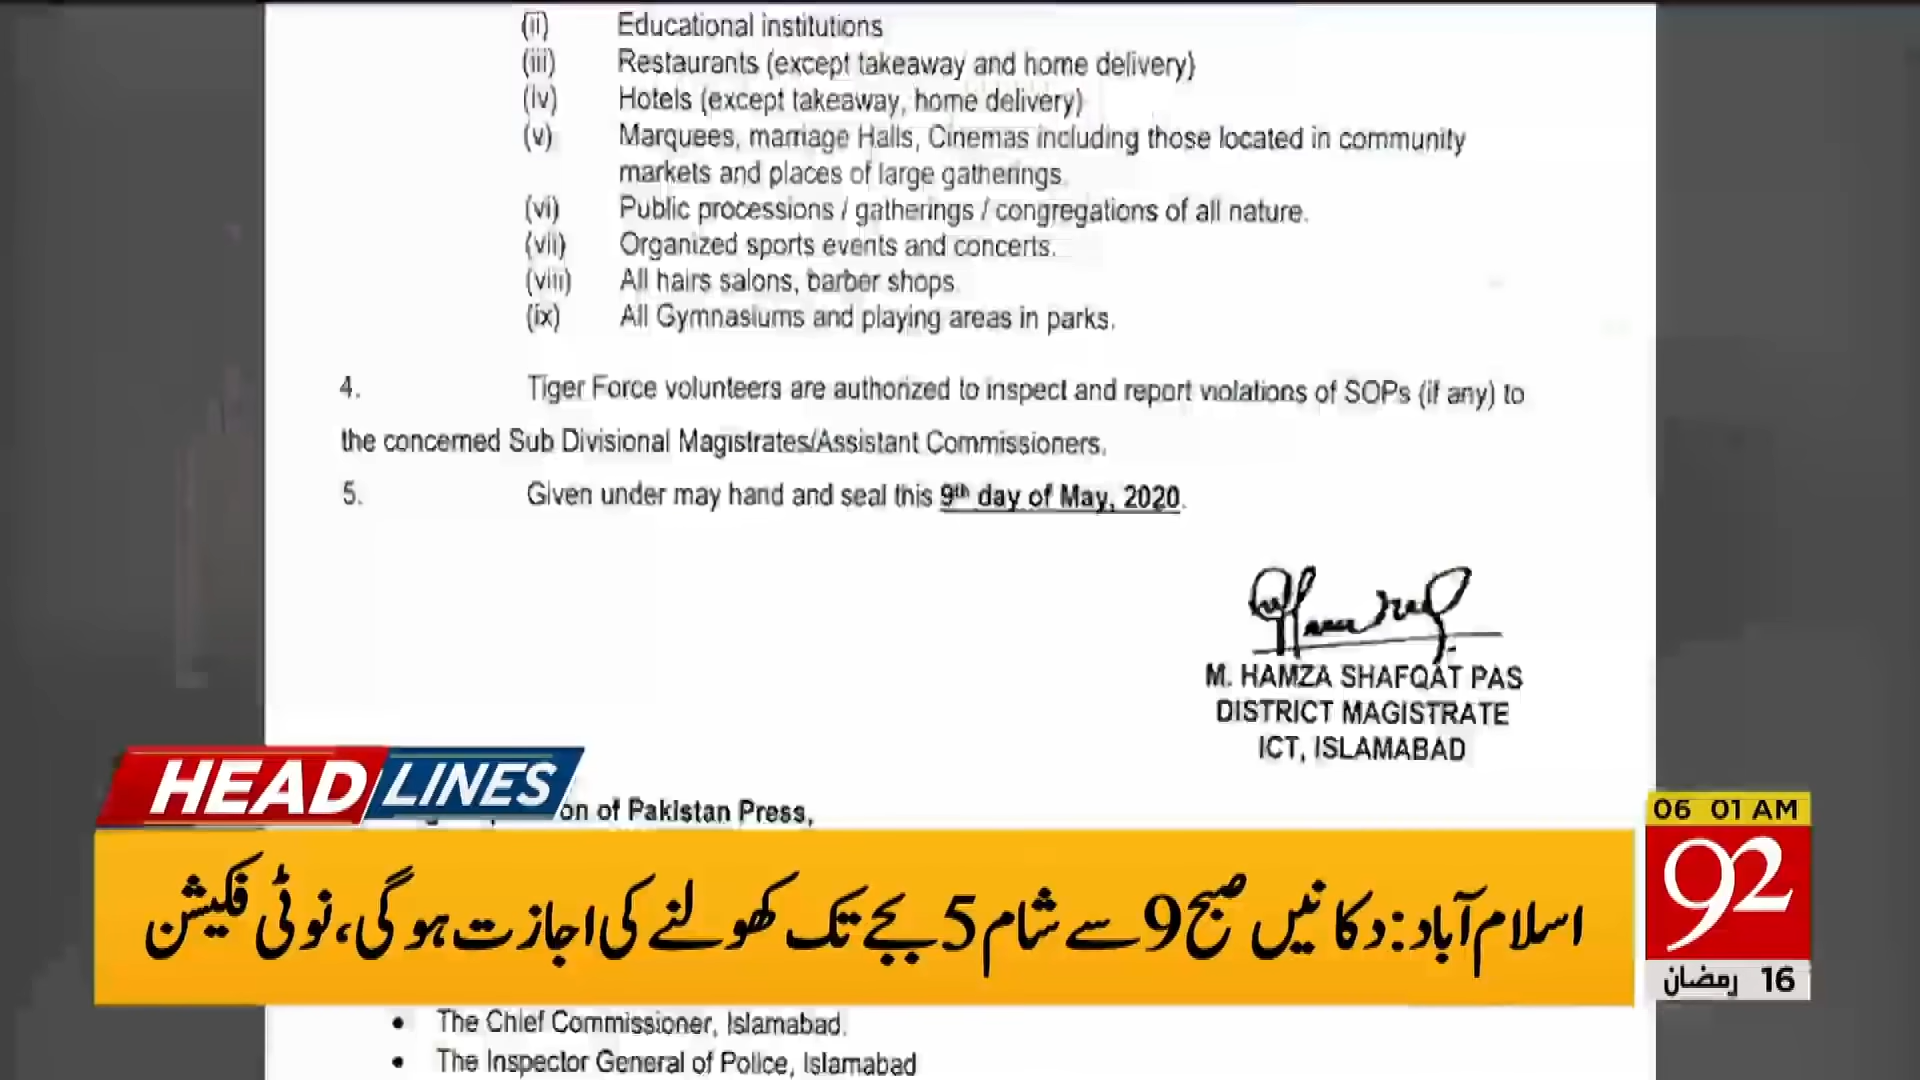 (ii) Educational institutions
(iii) Restaurants (except takeaway and home delivery)
(iv) Hotels (except takeaway, home delivery)
(v) Marquees, marriage Halls, Cinemas including those located in community
markets and places of large gatherings.
(vi) Public processions / gatherings / congregations of all nature.
(vii) Organized sports events and concerts.
(viii) All hairs salons, barber shops.
(ix) All Gymnasiums and playing areas in parks.
4. Tiger Force volunteers are authorized to inspect and report violations of SOPs (if any) to
the concerned Sub Divisional Magistrates/Assistant Commissioners.
5. Given under may hand and seal this 9th day of May, 2020.
M. HAMZA SHAFQAT PAS
DISTRICT MAGISTRATE
ICT, ISLAMABAD
HEADLINES
on of Pakistan Press,
06 01 AM
92
اسلام آباد: دکانیں صبح 9 سے شام 5 بجے تک کھولنے کی اجازت ہوگی، نوٹی فکیشن
16 رمضان
• The Chief Commissioner, Islamabad.
• The Inspector General of Police, Islamabad